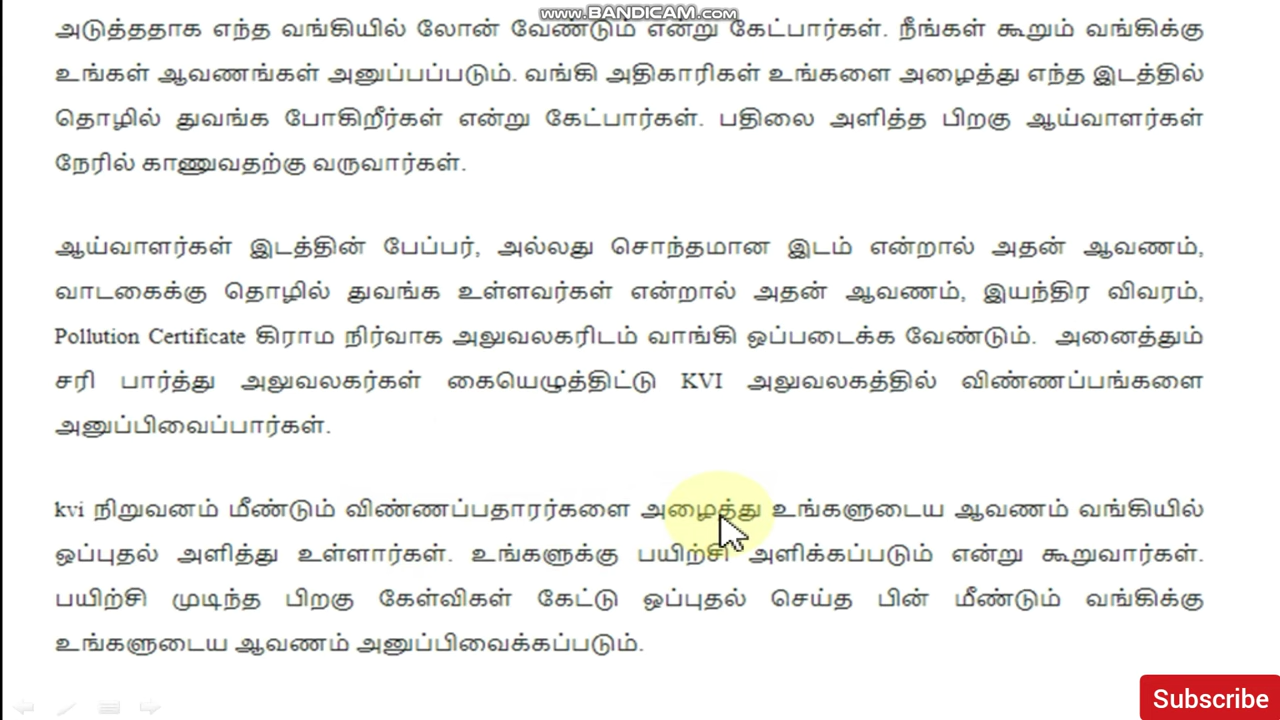 www.BANDICAM.com
அடுத்ததாக எந்த வங்கியில் லோன் வேண்டும் என்று கேட்பார்கள். நீங்கள் கூறும் வங்கிக்கு
உங்கள் ஆவணங்கள் அனுப்பப்படும். வங்கி அதிகாரிகள் உங்களை அழைத்து எந்த இடத்தில்
தொழில் துவங்க போகிறீர்கள் என்று கேட்பார்கள். பதிலை அளித்த பிறகு ஆய்வாளர்கள்
நேரில் காணுவதற்கு வருவார்கள்.
ஆய்வாளர்கள் இடத்தின் பேப்பர், அல்லது சொந்தமான இடம் என்றால் அதன் ஆவணம்,
வாடகைக்கு தொழில் துவங்க உள்ளவர்கள் என்றால் அதன் ஆவணம், இயந்திர விவரம்,
Pollution Certificate கிராம நிர்வாக அலுவலகரிடம் வாங்கி ஒப்படைக்க வேண்டும். அனைத்தும்
சரி பார்த்து அலுவலகர்கள் கையெழுத்திட்டு KVI அலுவலகத்தில் விண்ணப்பங்களை
அனுப்பிவைப்பார்கள்.
kvi நிறுவனம் மீண்டும் விண்ணப்பதாரர்களை அழைத்து உங்களுடைய ஆவணம் வங்கியில்
ஒப்புதல் அளித்து உள்ளார்கள். உங்களுக்கு பயிற்சி அளிக்கப்படும் என்று கூறுவார்கள்.
பயிற்சி முடிந்த பிறகு கேள்விகள் கேட்டு ஒப்புதல் செய்த பின் மீண்டும் வங்கிக்கு
உங்களுடைய ஆவணம் அனுப்பிவைக்கப்படும்.
Subscribe